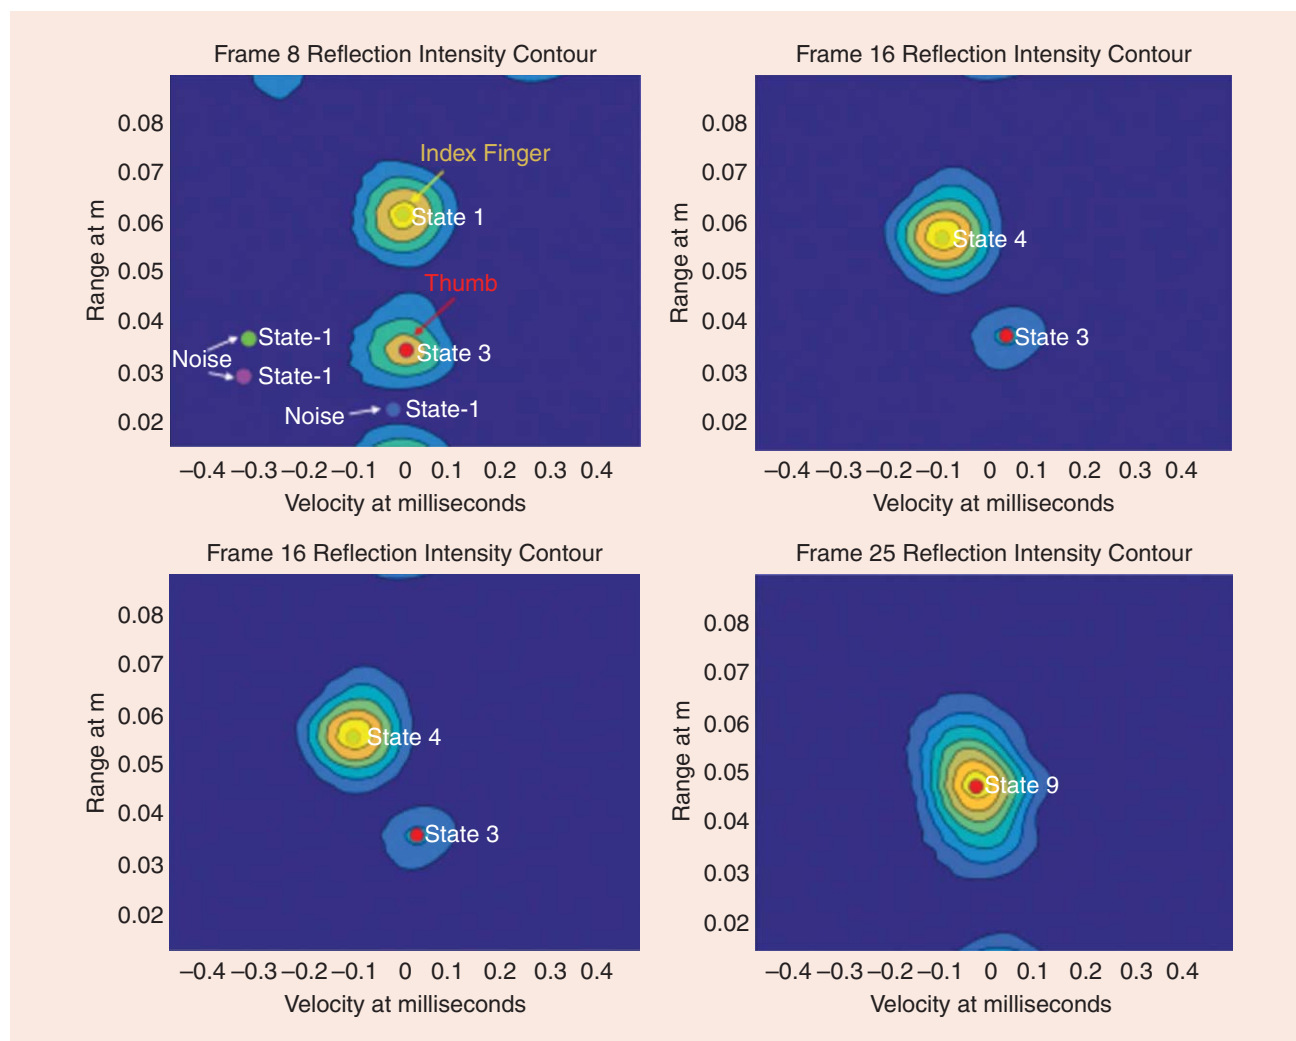 Frame 8 Reflection Intensity Contour
0.08
0.07
0.06
0.05
0.04
0.03
0.02
Range at m
Index Finger
State 1
Thumb
State 3
State-1
Noise
State-1
Noise
State-1
–0.4 –0.3 –0.2 –0.1 0 0.1 0.2 0.3 0.4
Velocity at milliseconds
Frame 16 Reflection Intensity Contour
0.08
0.07
0.06
0.05
0.04
0.03
0.02
Range at m
State 4
State 3
–0.4 –0.3 –0.2 –0.1 0 0.1 0.2 0.3 0.4
Velocity at milliseconds
Frame 16 Reflection Intensity Contour
0.08
0.07
0.06
0.05
0.04
0.03
0.02
Range at m
State 4
State 3
–0.4 –0.3 –0.2 –0.1 0 0.1 0.2 0.3 0.4
Velocity at milliseconds
Frame 25 Reflection Intensity Contour
0.08
0.07
0.06
0.05
0.04
0.03
0.02
Range at m
State 9
–0.4 –0.3 –0.2 –0.1 0 0.1 0.2 0.3 0.4
Velocity at milliseconds